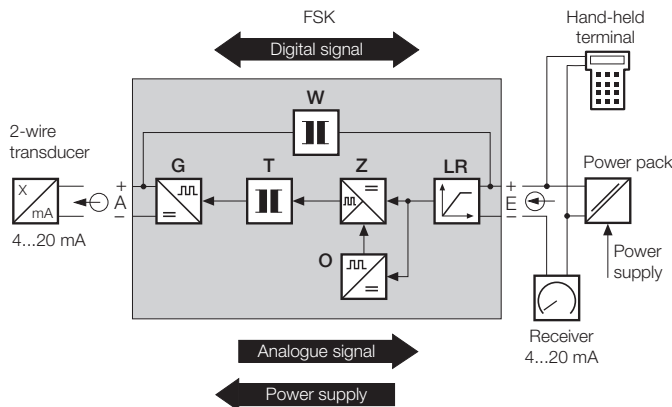 FSK
Digital signal
Hand-held
terminal
W
2-wire
transducer
G
T
Z
LR
Power pack
X
mA
+
A
–
+
E
–
4...20 mA
O
Power
supply
Receiver
4...20 mA
Analogue signal
Power supply